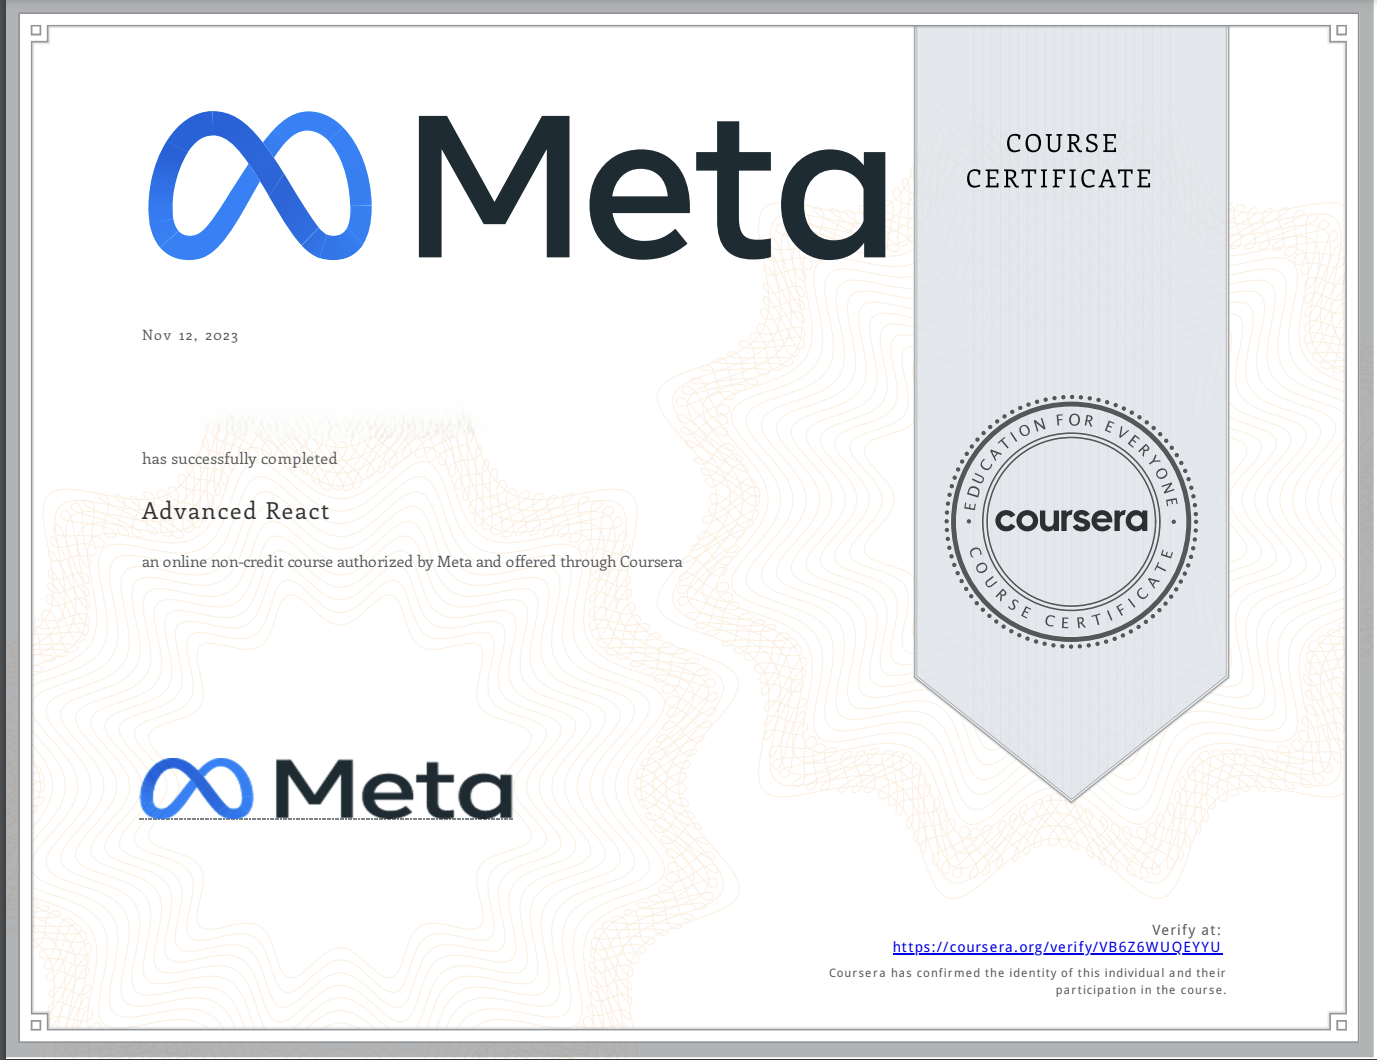 Meta
COURSE
CERTIFICATE
Nov 12, 2023
has successfully completed
Advanced React
an online non-credit course authorized by Meta and offered through Coursera
EDUCATION FOR EVERYONE
coursera
COURSE CERTIFICATE
Meta
Verify at:
https://coursera.org/verify/VB6Z6WUQEYYU
Coursera has confirmed the identity of this individual and their
participation in the course.